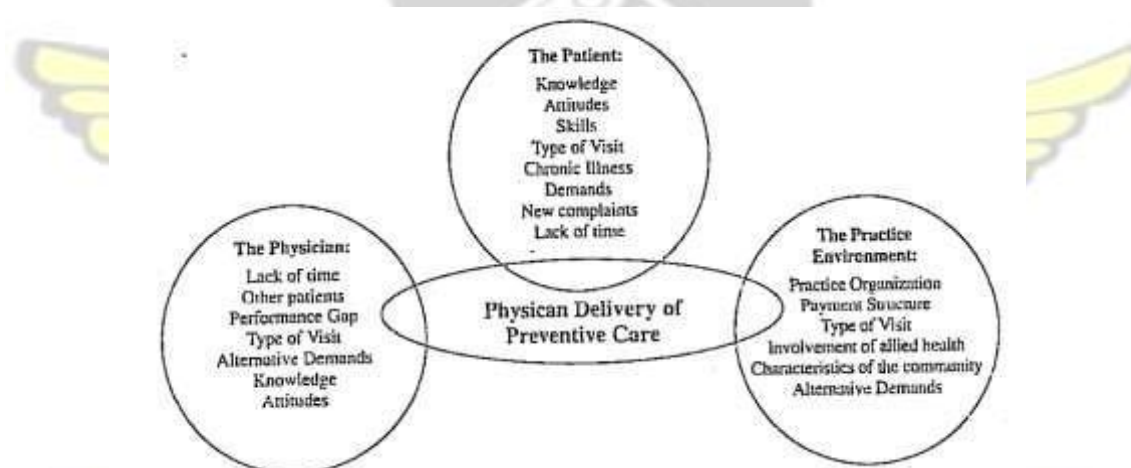 The Patient:
Knowledge
Attitudes
Skills
Type of Visit
Chronic Illness
Demands
New complaints
Lack of time
The Physician:
Lack of time
Other patients
Performance Gap
Type of Visit
Alternative Demands
Knowledge
Attitudes
Physican Delivery of
Preventive Care
The Practice
Environment:
Practice Organization
Payment Structure
Type of Visit
Involvement of allied health
Characteristics of the community
Alternative Demands